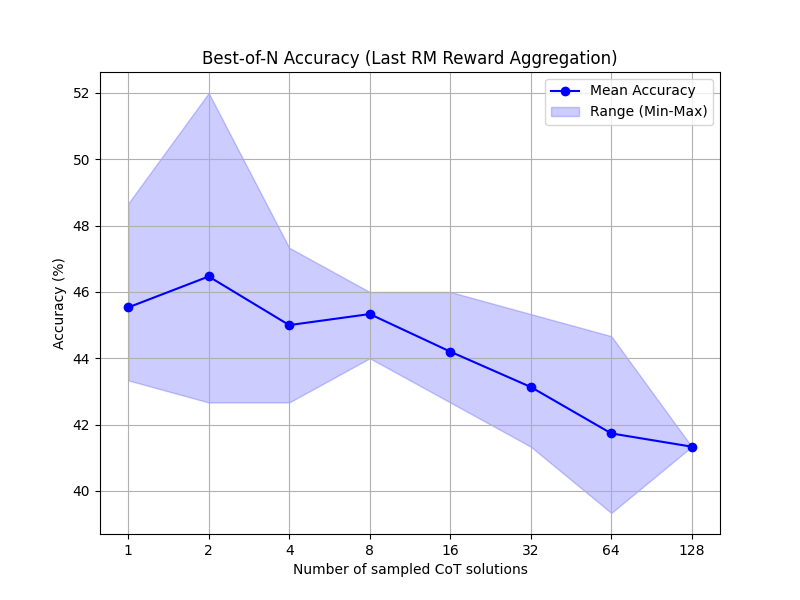 Best-of-N Accuracy (Last RM Reward Aggregation)
Mean Accuracy
Range (Min-Max)
Accuracy (%)
52
50
48
46
44
42
40
1 2 4 8 16 32 64 128
Number of sampled CoT solutions